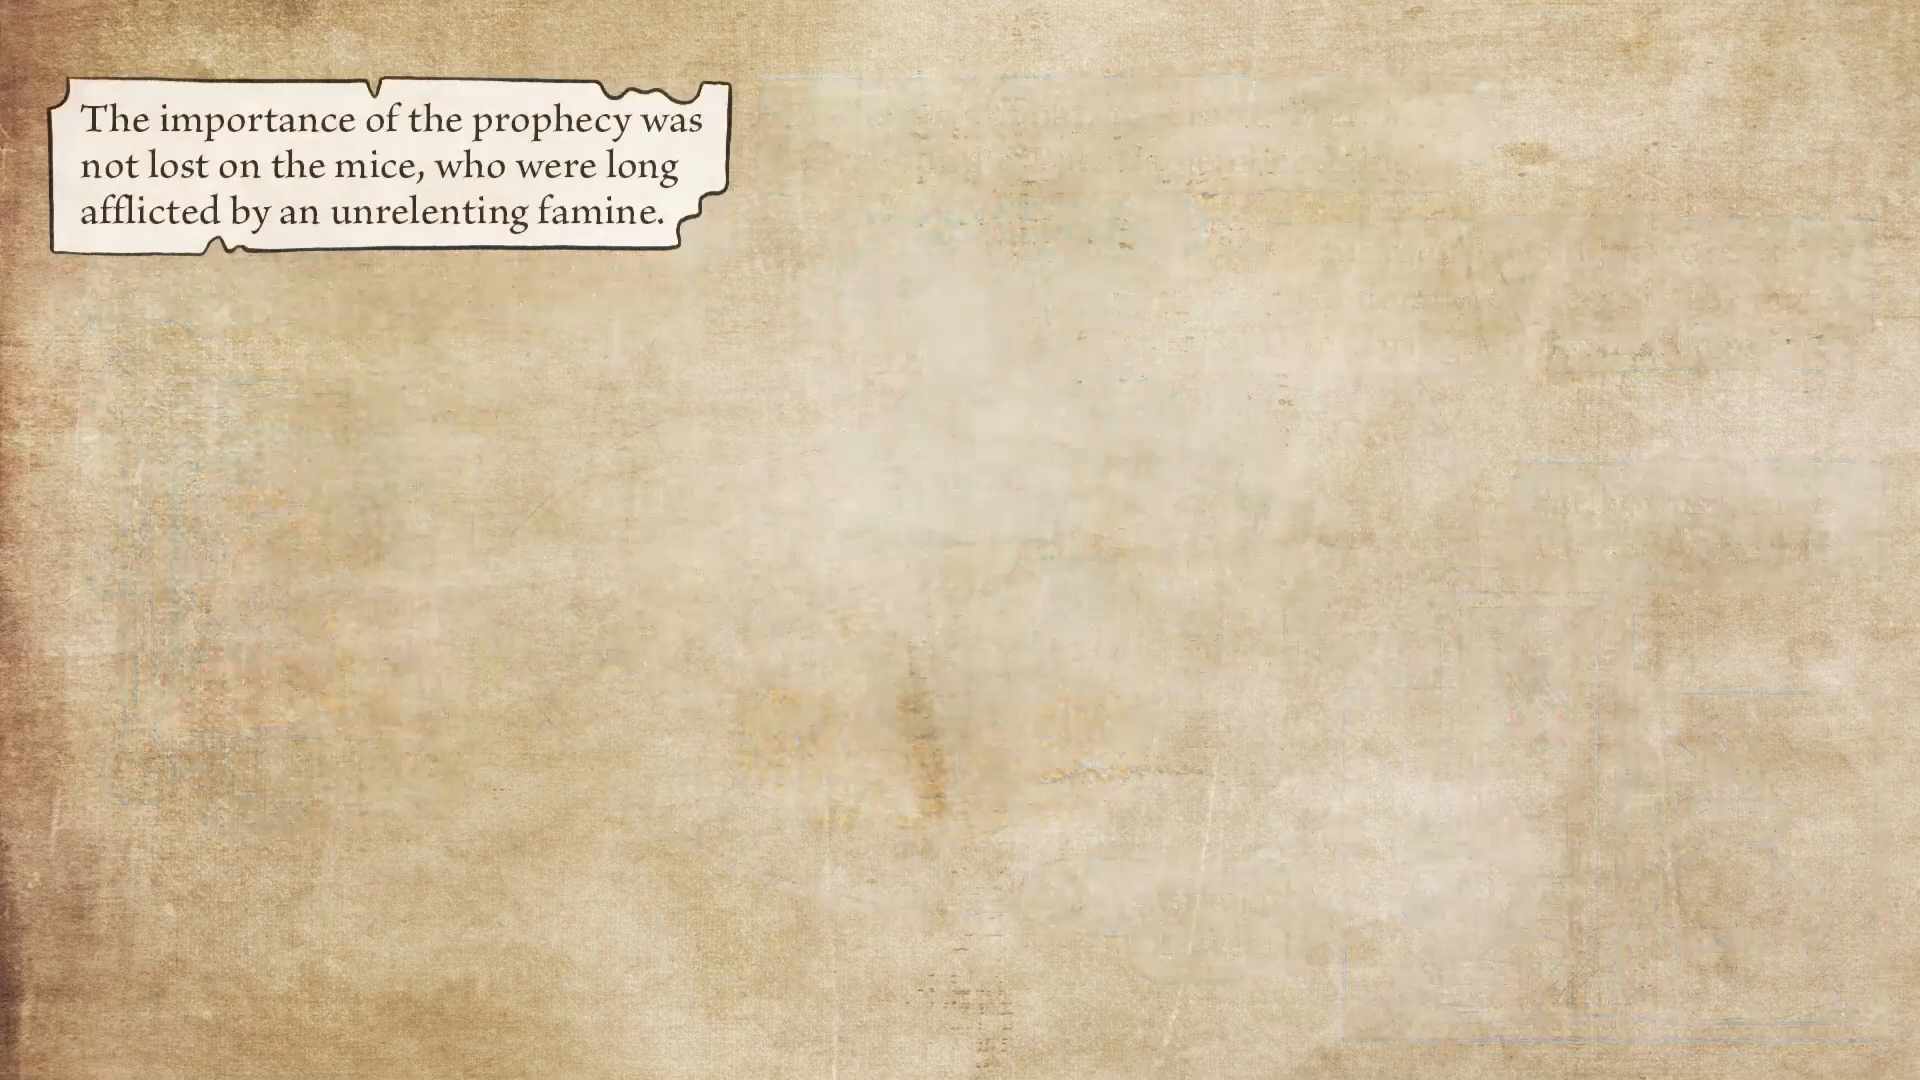 The importance of the prophecy was
not lost on the mice, who were long
afflicted by an unrelenting famine.